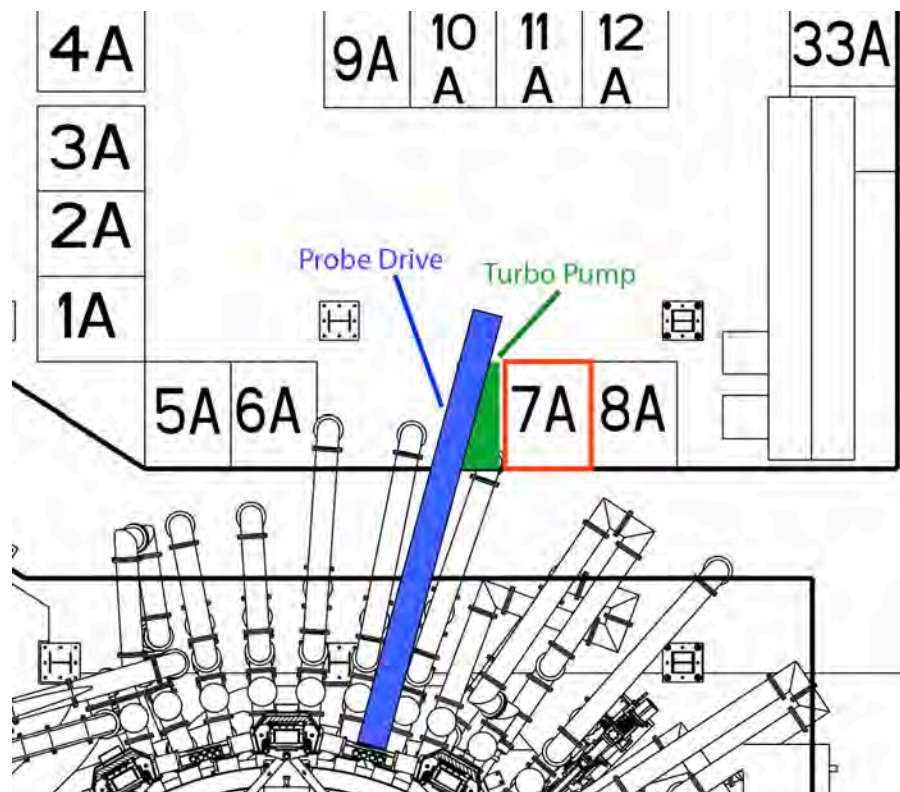 4A
9A
10
A
11
A
12
A
33A
3A
2A
1A
Probe Drive
Turbo Pump
5A
6A
7A
8A